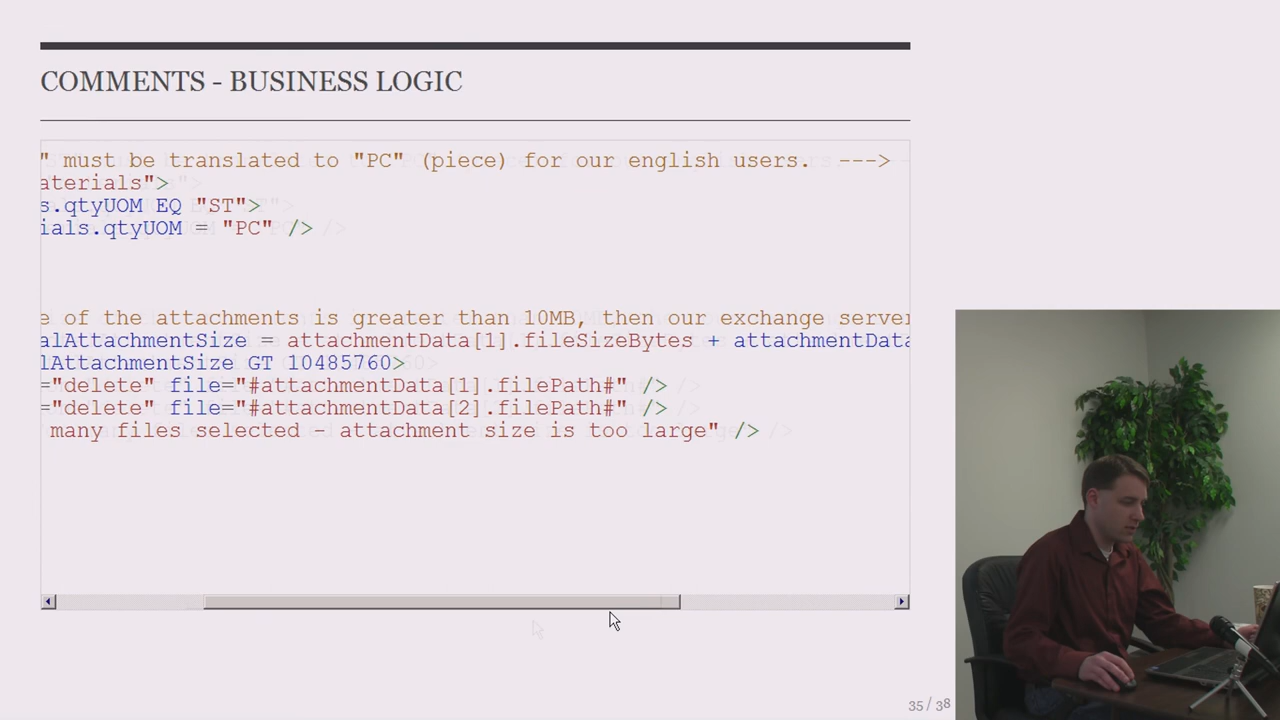 COMMENTS - BUSINESS LOGIC
" must be translated to "PC" (piece) for our english users. --->
aterials">
s.qtyUOM EQ "ST">
ials.qtyUOM = "PC" />
e of the attachments is greater than 10MB, then our exchange server
alAttachmentSize = attachmentData[1].fileSizeBytes + attachmentData
lAttachmentSize GT 10485760>
="delete" file="#attachmentData[1].filePath#" />
="delete" file="#attachmentData[2].filePath#" />
many files selected - attachment size is too large" />
35 / 38